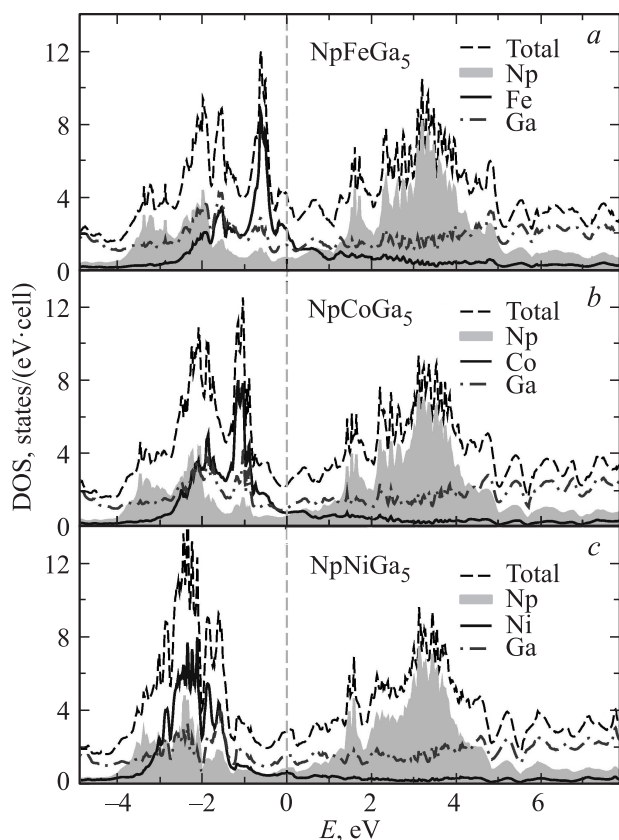 12
8
4
0
NpFeGa₅
a
Total
Np
Fe
Ga
12
8
4
0
NpCoGa₅
b
Total
Np
Co
Ga
12
8
4
0
NpNiGa₅
c
Total
Np
Ni
Ga
DOS, states/(eV·cell)
−4 −2 0 2 4 6
E, eV